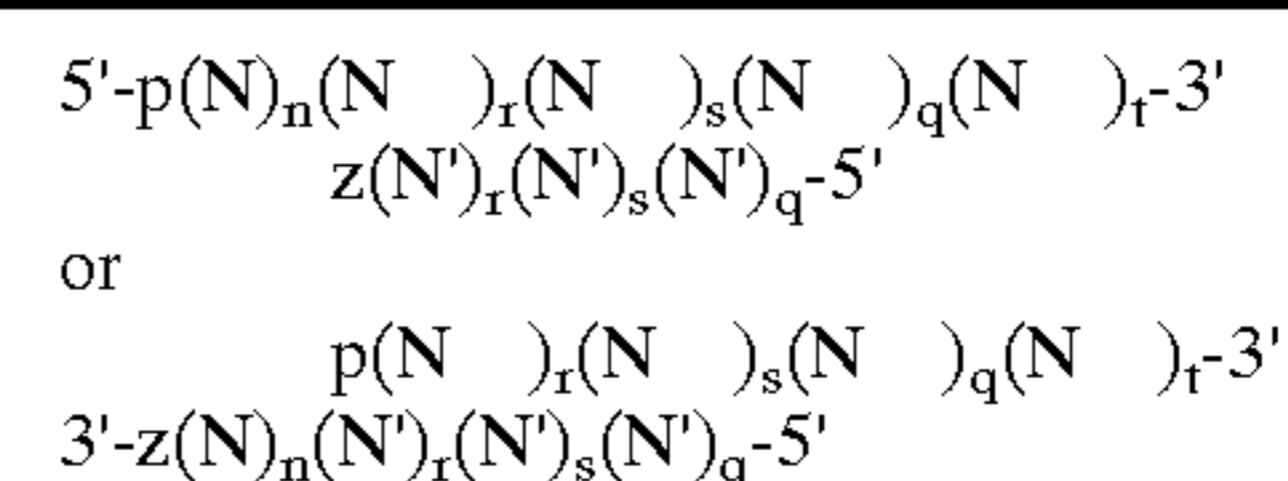 5'-p(N)ₙ(N   )ᵣ(N   )ₛ(N   )q(N   )ₜ-3'
z(N')ᵣ(N')ₛ(N')q-5'
or
p(N   )ᵣ(N   )ₛ(N   )q(N   )ₜ-3'
3'-z(N)ₙ(N')ᵣ(N')ₛ(N')q-5'